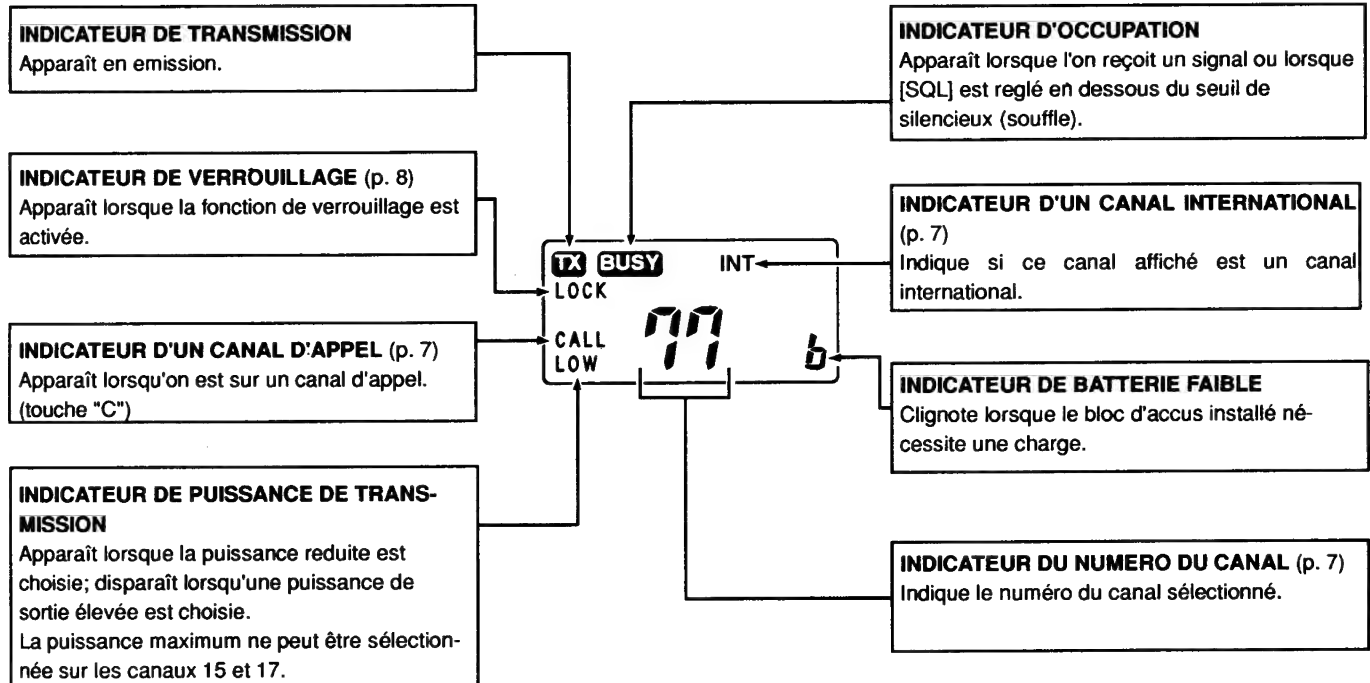 INDICATEUR DE TRANSMISSION
Apparaît en emission.
INDICATEUR DE VERROUILLAGE (p. 8)
Apparaît lorsque la fonction de verrouillage est
activée.
INDICATEUR D'UN CANAL D'APPEL (p. 7)
Apparaît lorsqu'on est sur un canal d'appel.
(touche "C")
INDICATEUR DE PUISSANCE DE TRANS-
MISSION
Apparaît lorsque la puissance reduite est
choisie; disparaît lorsqu'une puissance de
sortie élevée est choisie.
La puissance maximum ne peut être sélection-
née sur les canaux 15 et 17.
TX BUSY INT
LOCK
CALL
LOW
77
b
INDICATEUR D'OCCUPATION
Apparaît lorsque l'on reçoit un signal ou lorsque
[SQL] est reglé en dessous du seuil de
silencieux (souffle).
INDICATEUR D'UN CANAL INTERNATIONAL
(p. 7)
Indique si ce canal affiché est un canal
international.
INDICATEUR DE BATTERIE FAIBLE
Clignote lorsque le bloc d'accus installé né-
cessite une charge.
INDICATEUR DU NUMERO DU CANAL (p. 7)
Indique le numéro du canal sélectionné.